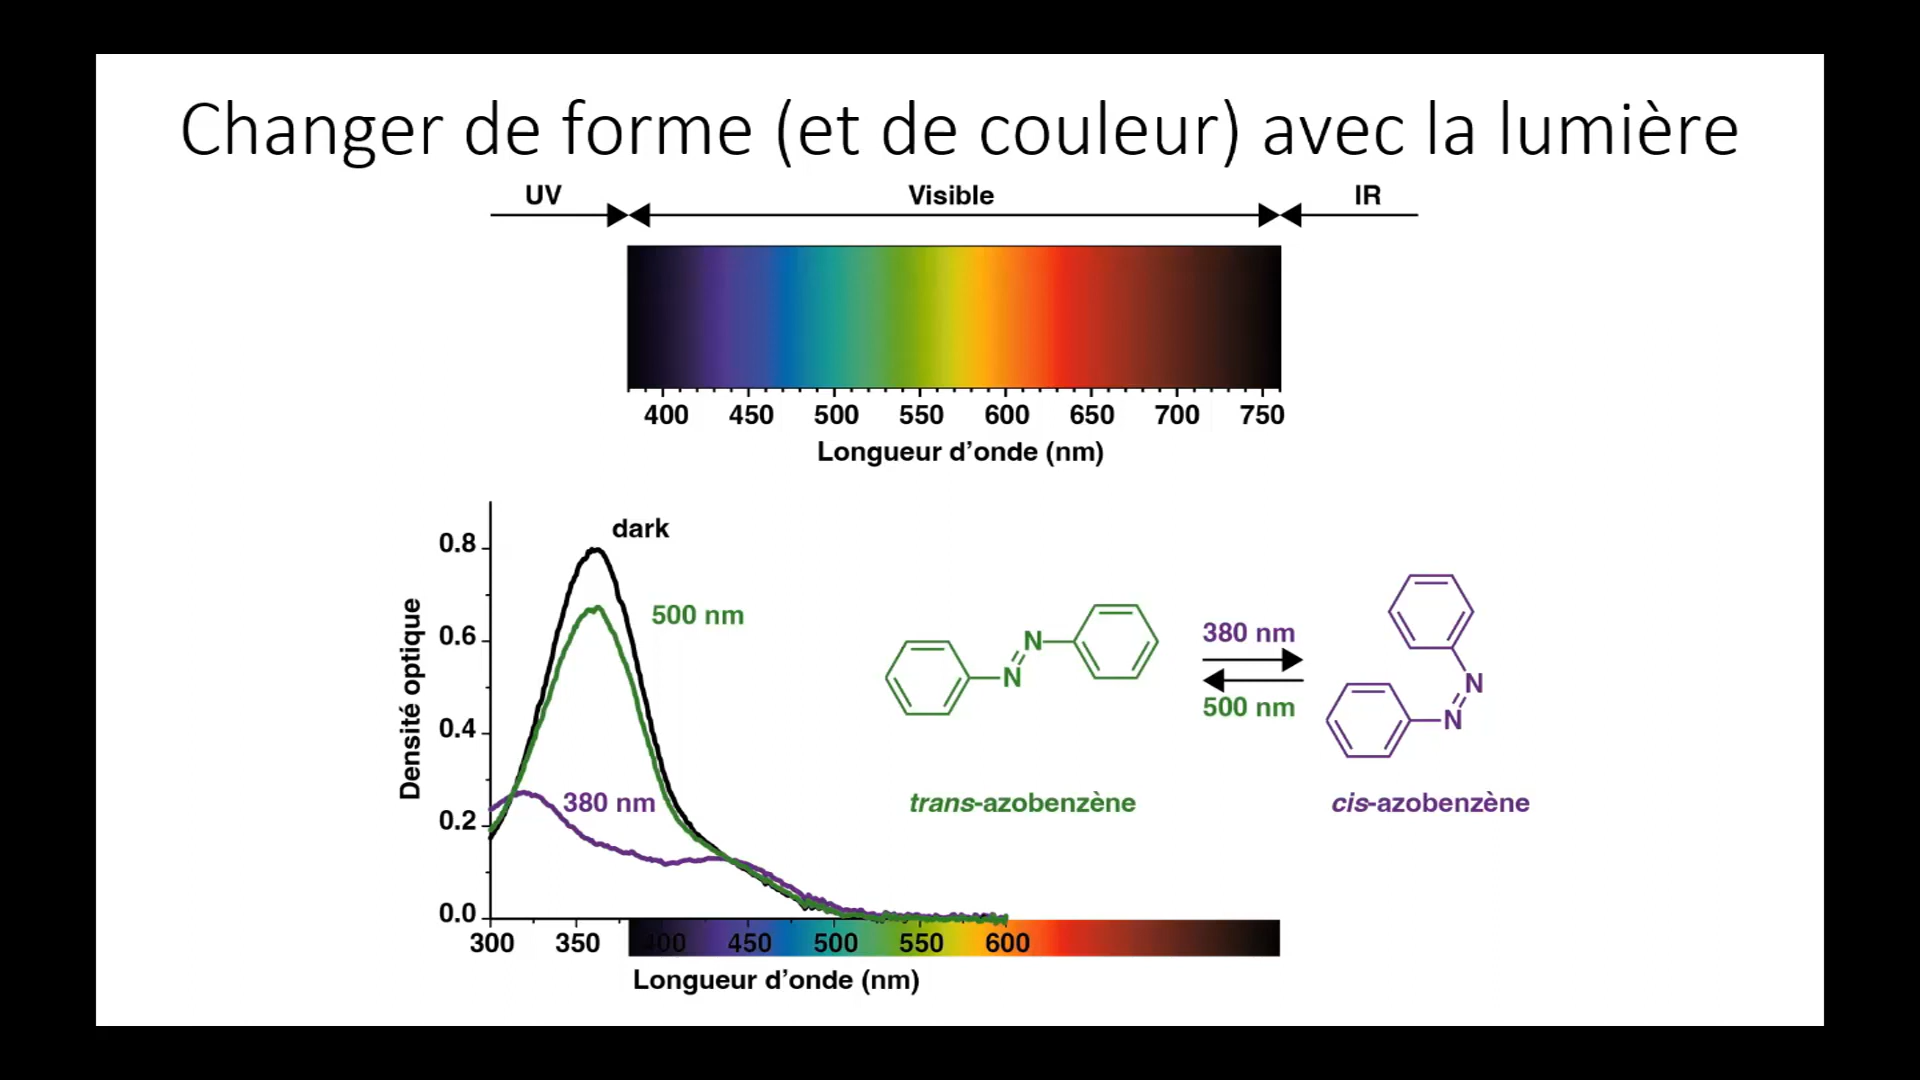 Changer de forme (et de couleur) avec la lumière
UV
Visible
IR
400 450 500 550 600 650 700 750
Longueur d’onde (nm)
dark
500 nm
380 nm
0.8
0.6
0.4
0.2
0.0
Densité optique
300 350 400 450 500 550 600
Longueur d’onde (nm)
N
N
trans-azobenzène
380 nm
500 nm
N
N
cis-azobenzène